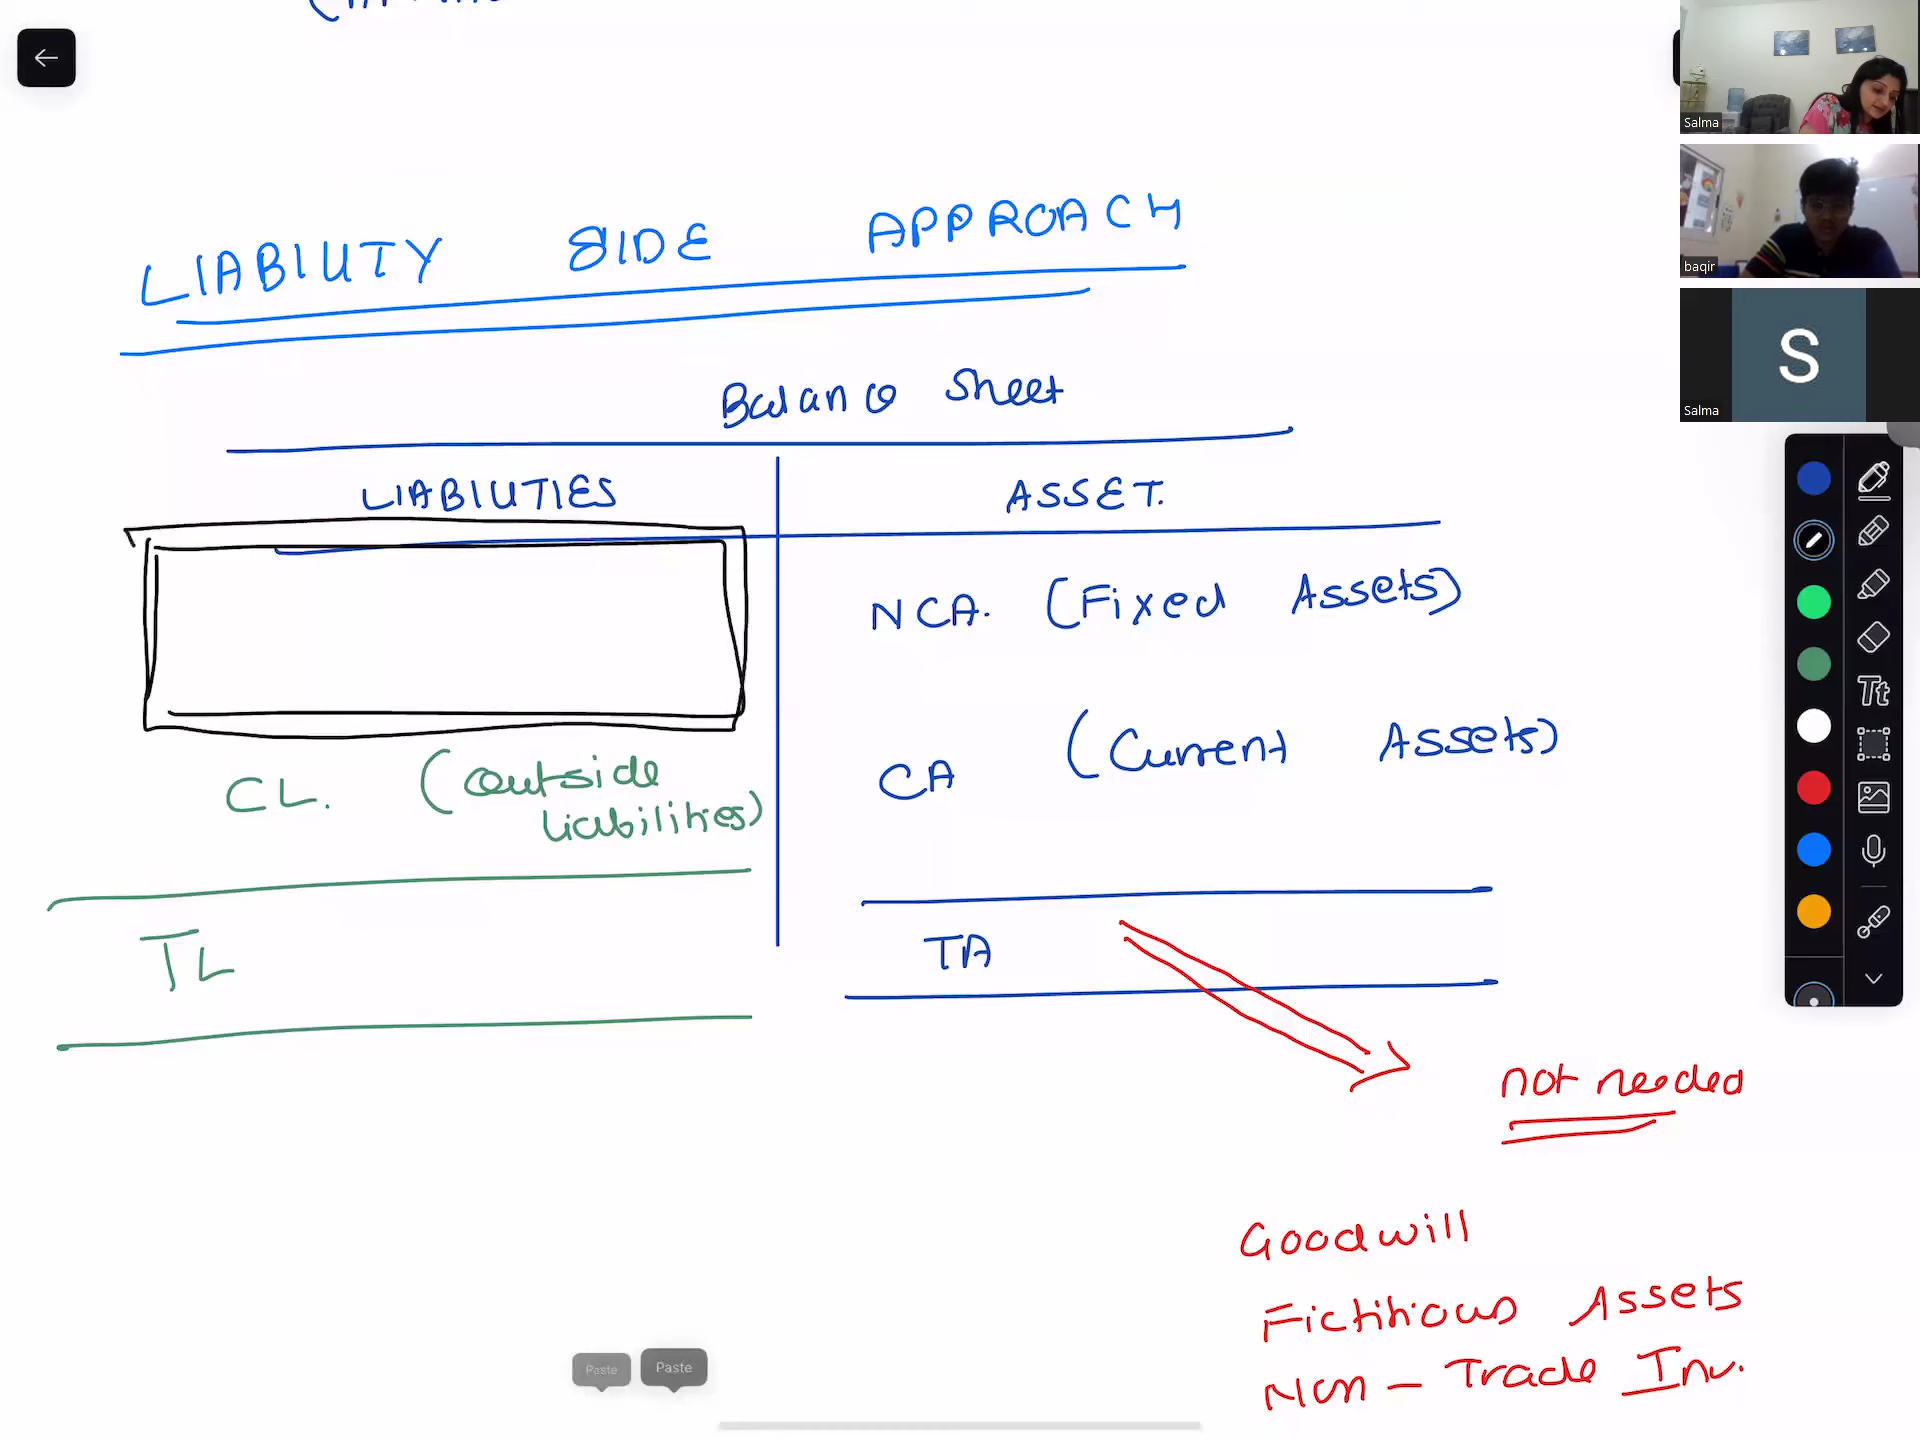 LIABILITY SIDE APPROACH
Balance Sheet
LIABILITIES ASSET.
NCA. (Fixed Assets)
CL. (Outside liabilities)
CA (Current Assets)
TL
TA
not needed
Goodwill
Fictitious Assets
Non - Trade Inv.
Paste Paste
Salma
baqir
S
Salma
Tt